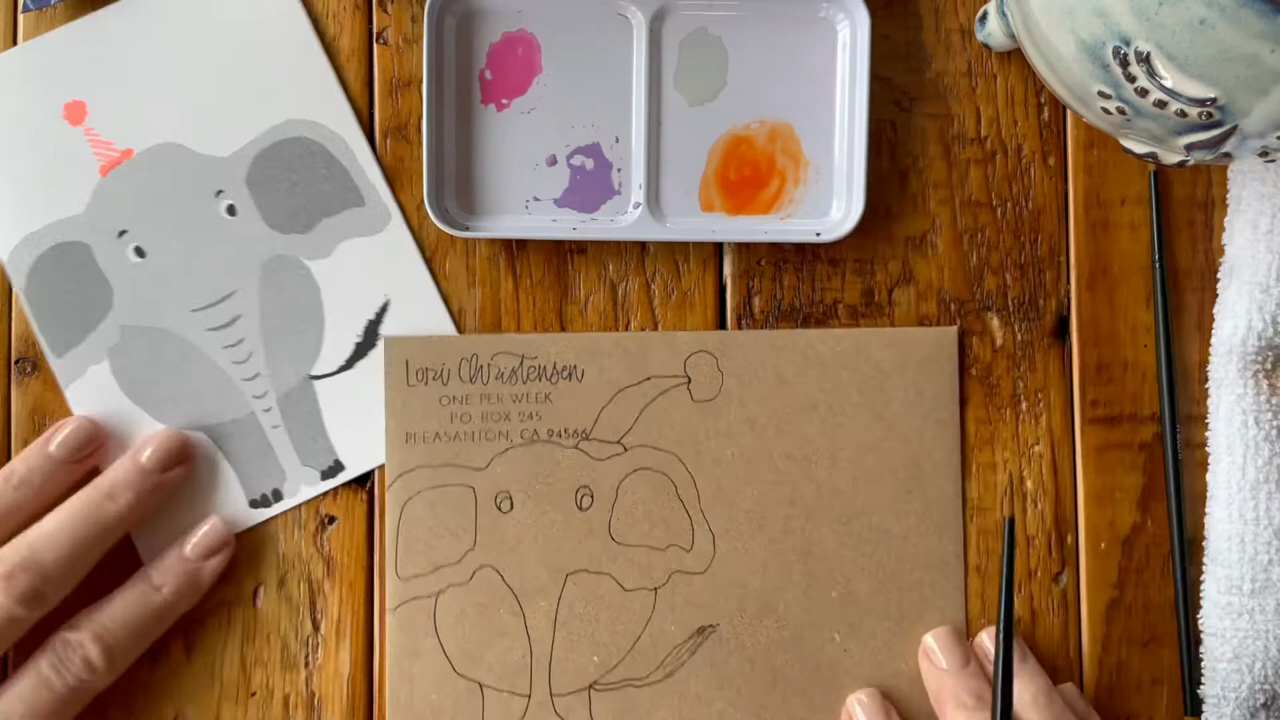 Lori Christensen
ONE PER WEEK
P.O. BOX 245
PLEASANTON, CA 94566